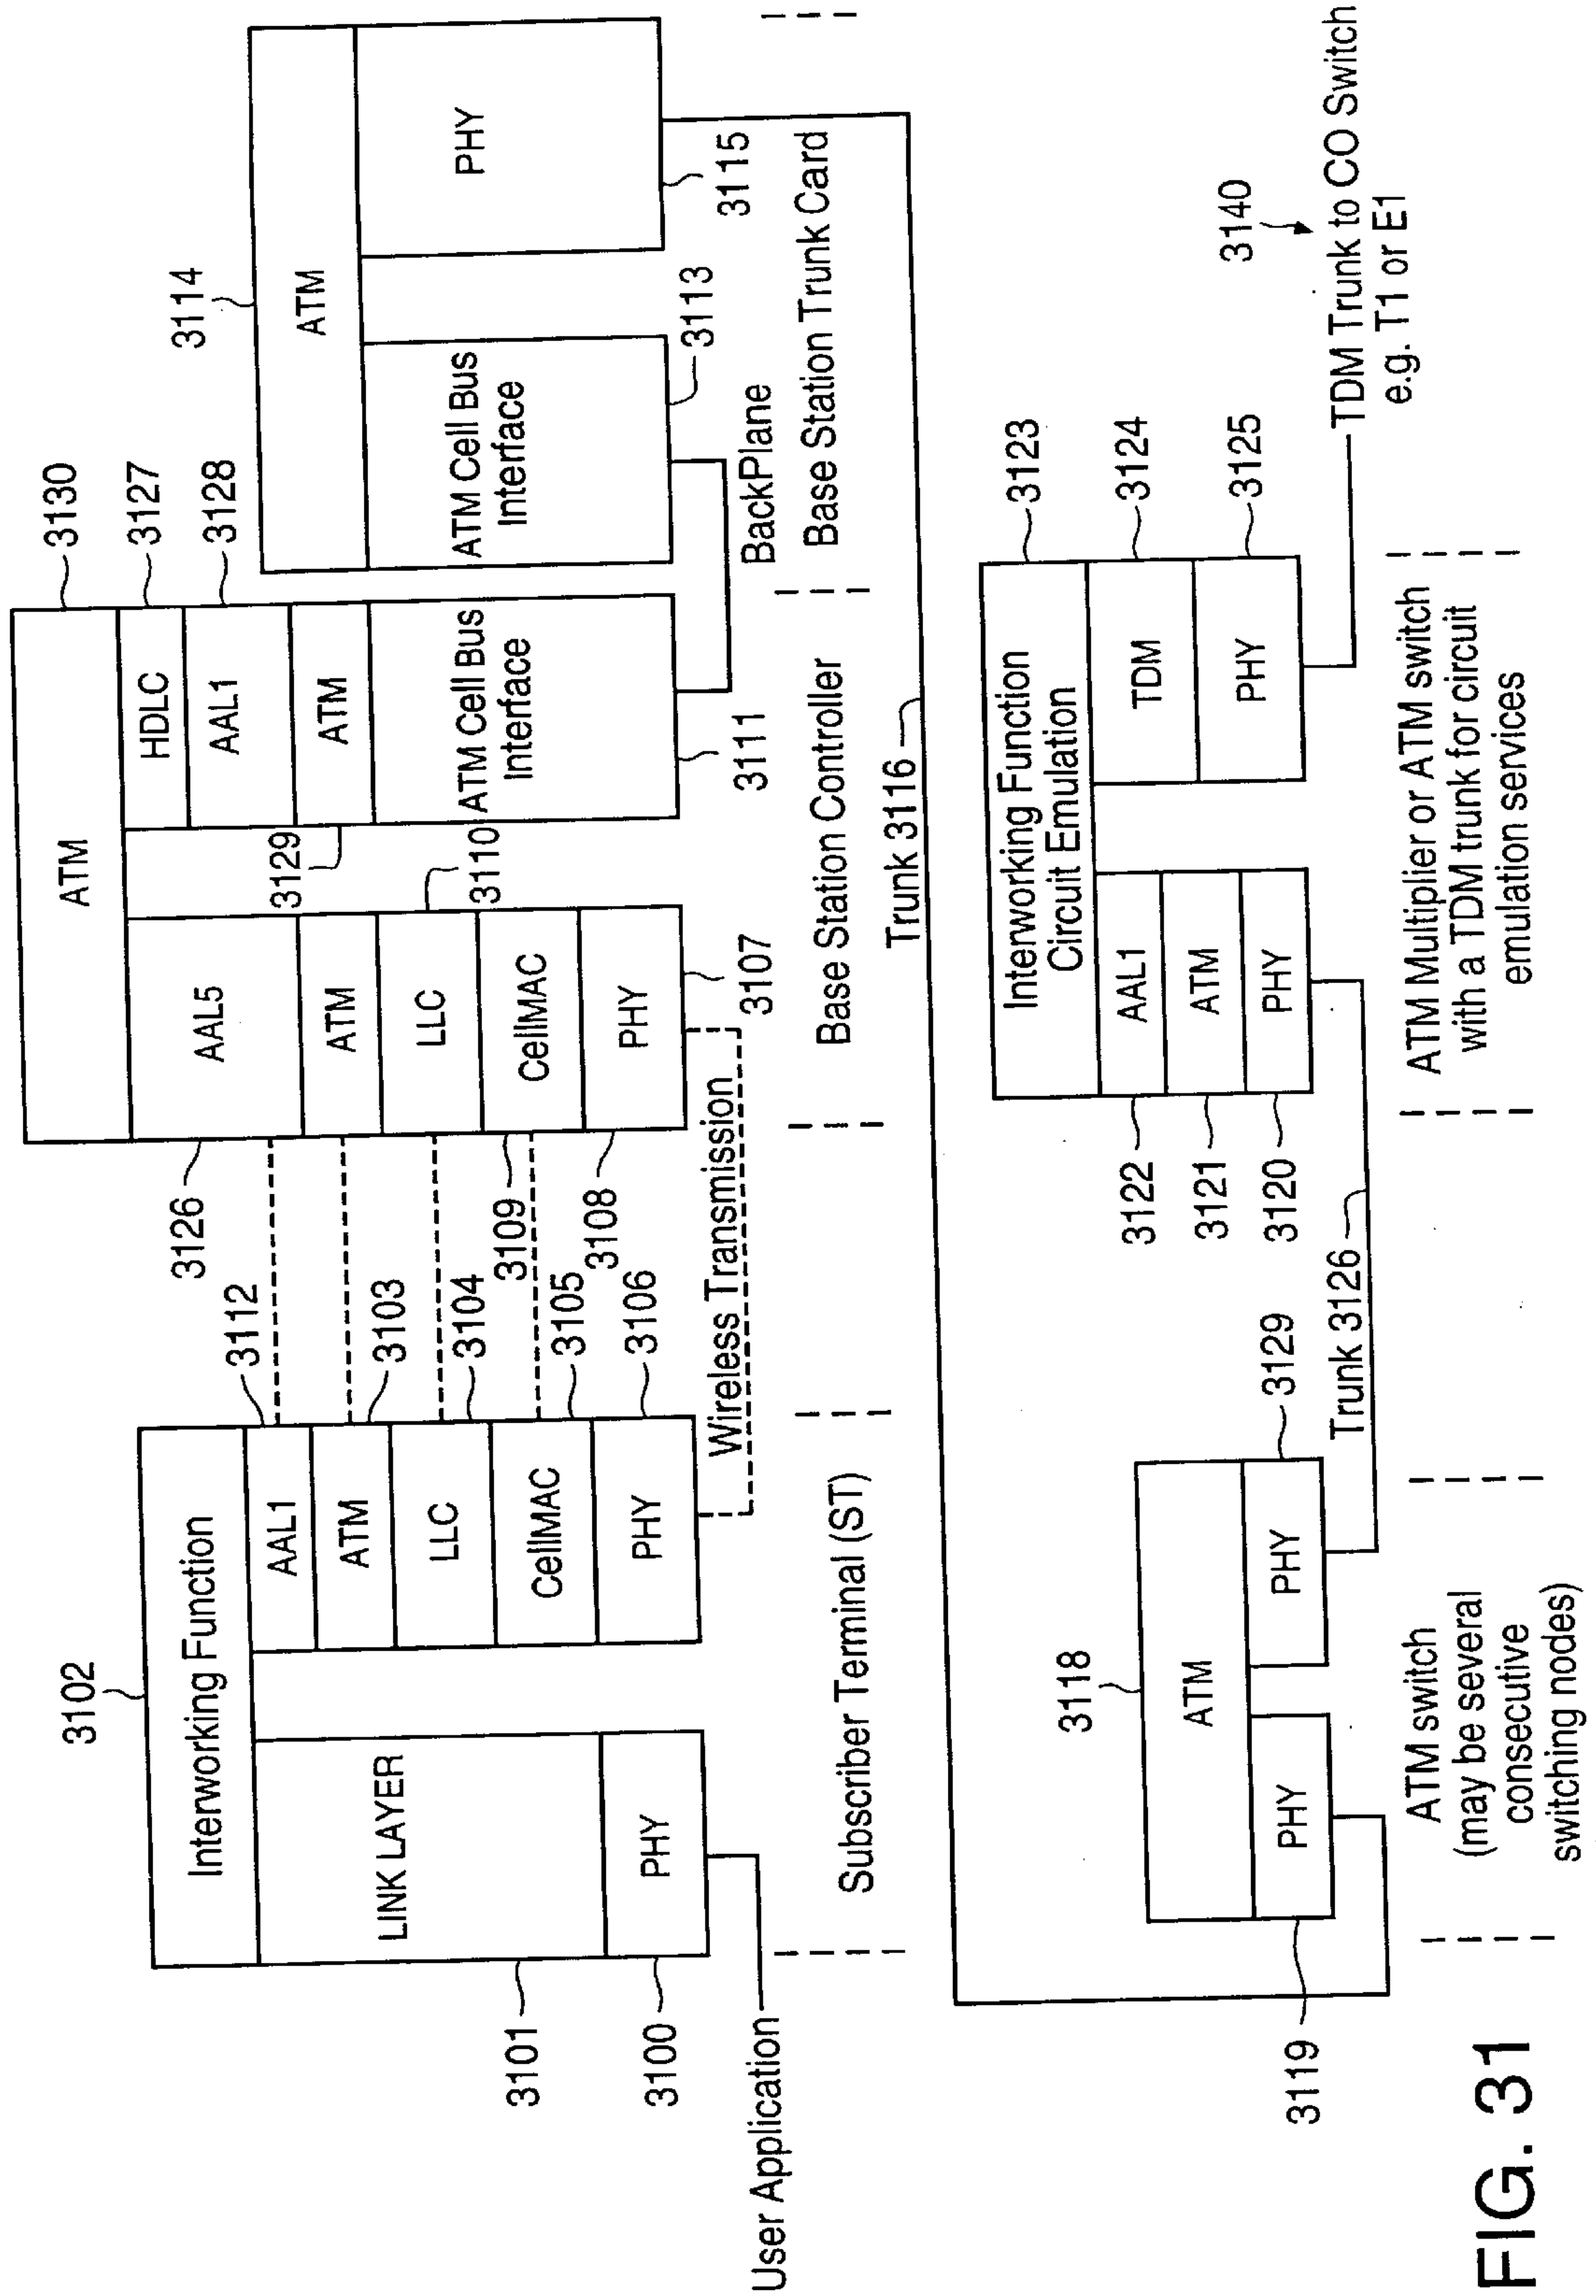 3102
Interworking Function
LINK LAYER
PHY
AAL1
ATM
LLC
CellMAC
PHY
3101
3100
User Application
3112
3103
3104
3105
3106
Subscriber Terminal (ST)
Wireless Transmission
3130
ATM
3127
3128
3126
AAL5
ATM
LLC
CellMAC
PHY
3109
3108
3107
3110
3129
HDLC
AAL1
ATM
ATM Cell Bus
Interface
3111
Base Station Controller
BackPlane
3114
ATM
ATM Cell Bus
Interface
PHY
3113
3115
Base Station Trunk Card
Trunk 3116
3118
ATM
PHY
PHY
3119
3129
ATM switch
(may be several
consecutive
switching nodes)
Trunk 3126
Interworking Function
Circuit Emulation
3123
AAL1
ATM
PHY
3122
3121
3120
TDM
PHY
3124
3125
ATM Multiplier or ATM switch
with a TDM trunk for circuit
emulation services
3140
TDM Trunk to CO Switch
e.g. T1 or E1
FIG. 31